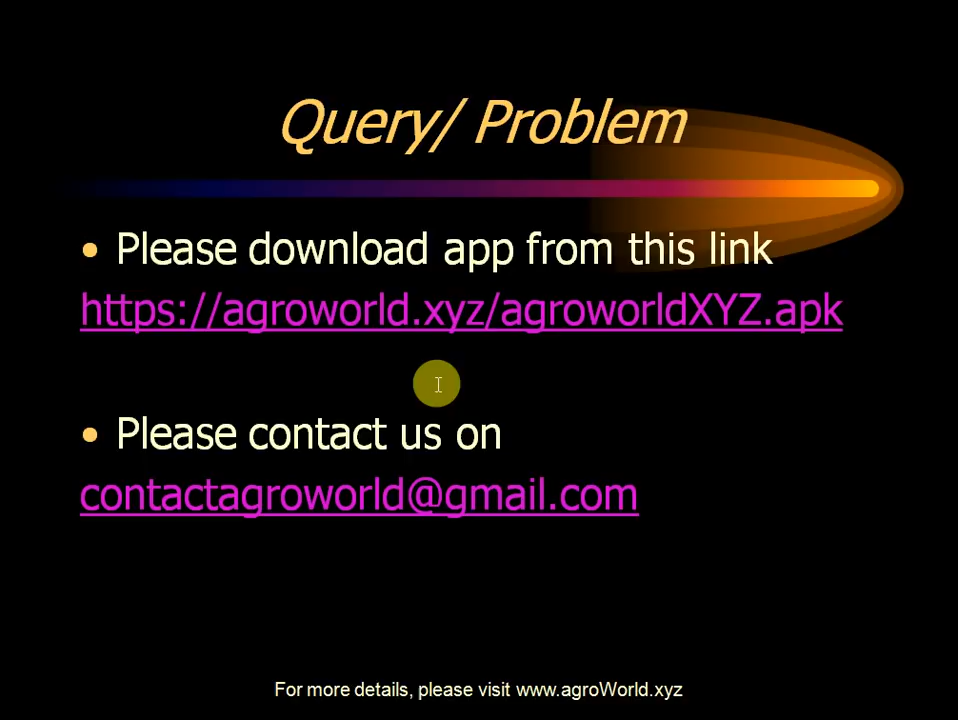 Query/ Problem
• Please download app from this link
https://agroworld.xyz/agroworldXYZ.apk
• Please contact us on
contactagroworld@gmail.com
For more details, please visit www.agroWorld.xyz